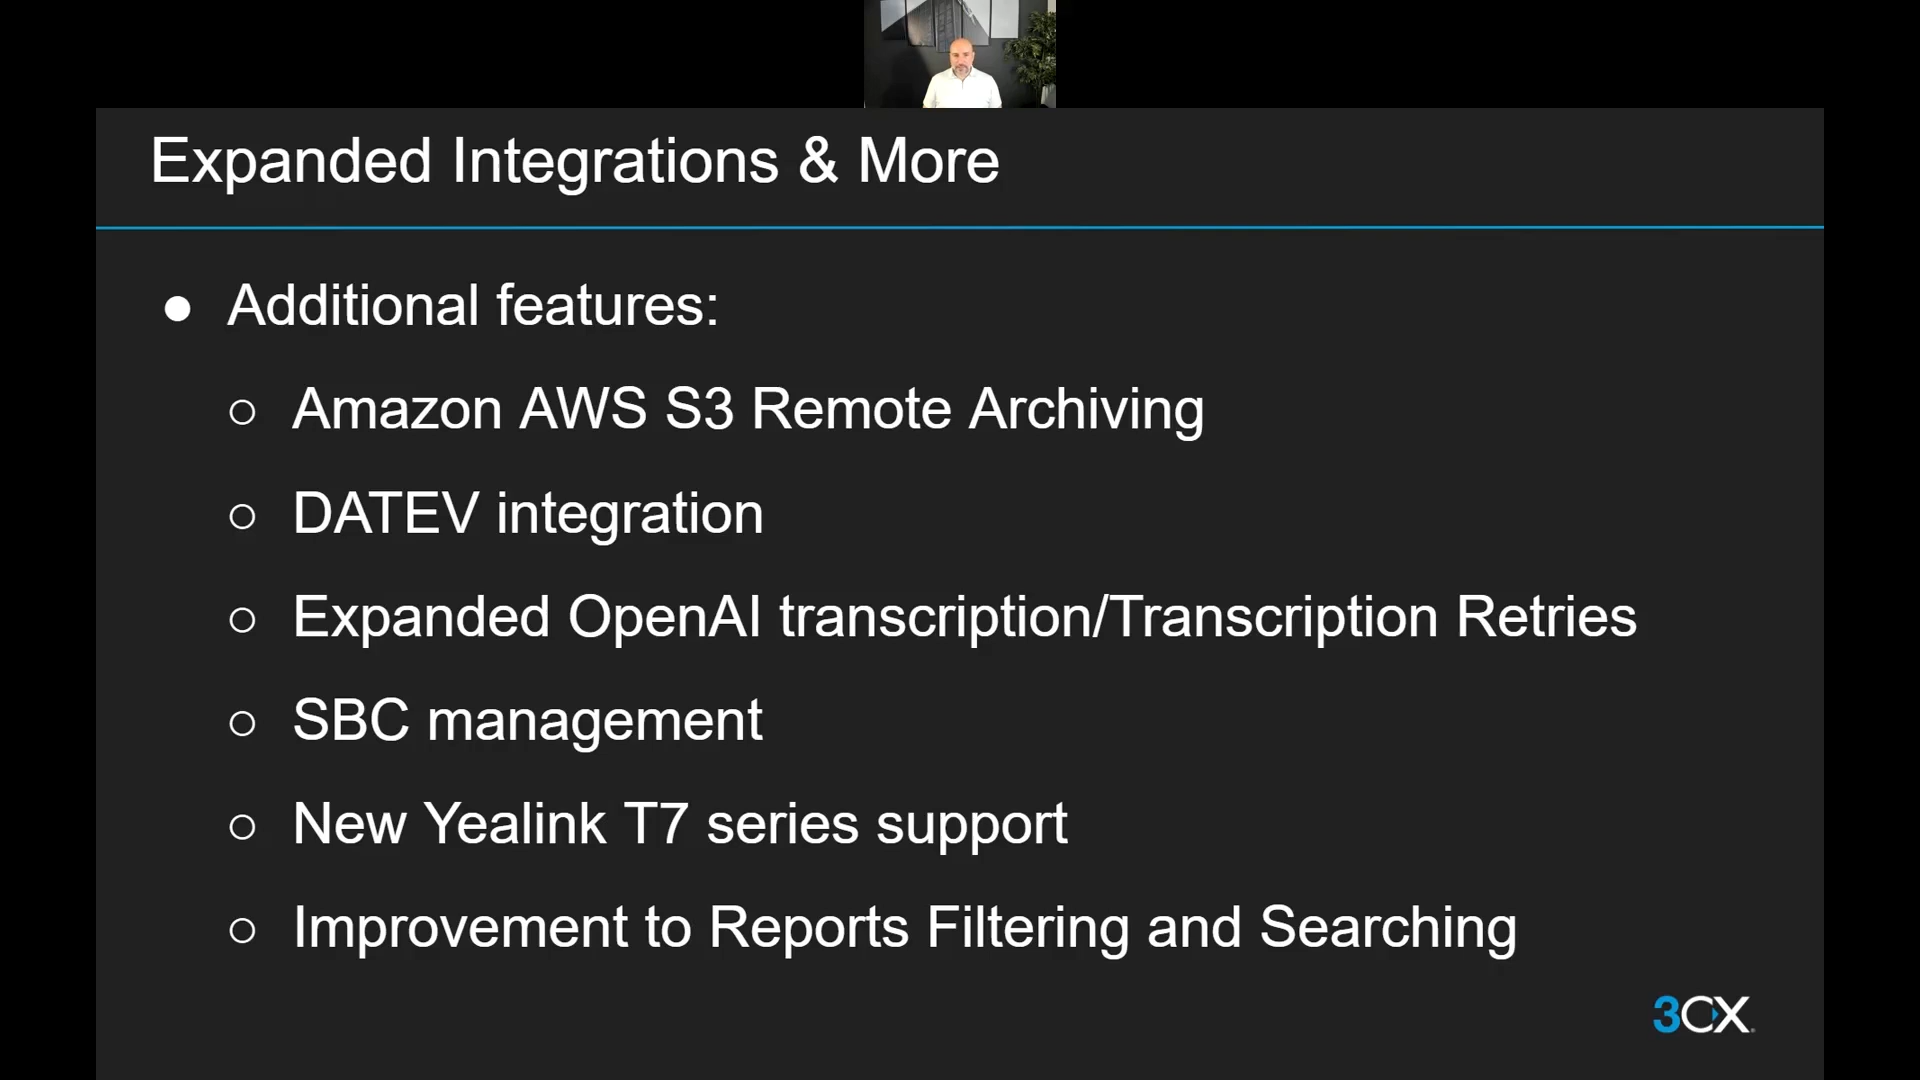 Expanded Integrations & More
● Additional features:
○ Amazon AWS S3 Remote Archiving
○ DATEV integration
○ Expanded OpenAI transcription/Transcription Retries
○ SBC management
○ New Yealink T7 series support
○ Improvement to Reports Filtering and Searching
3CX